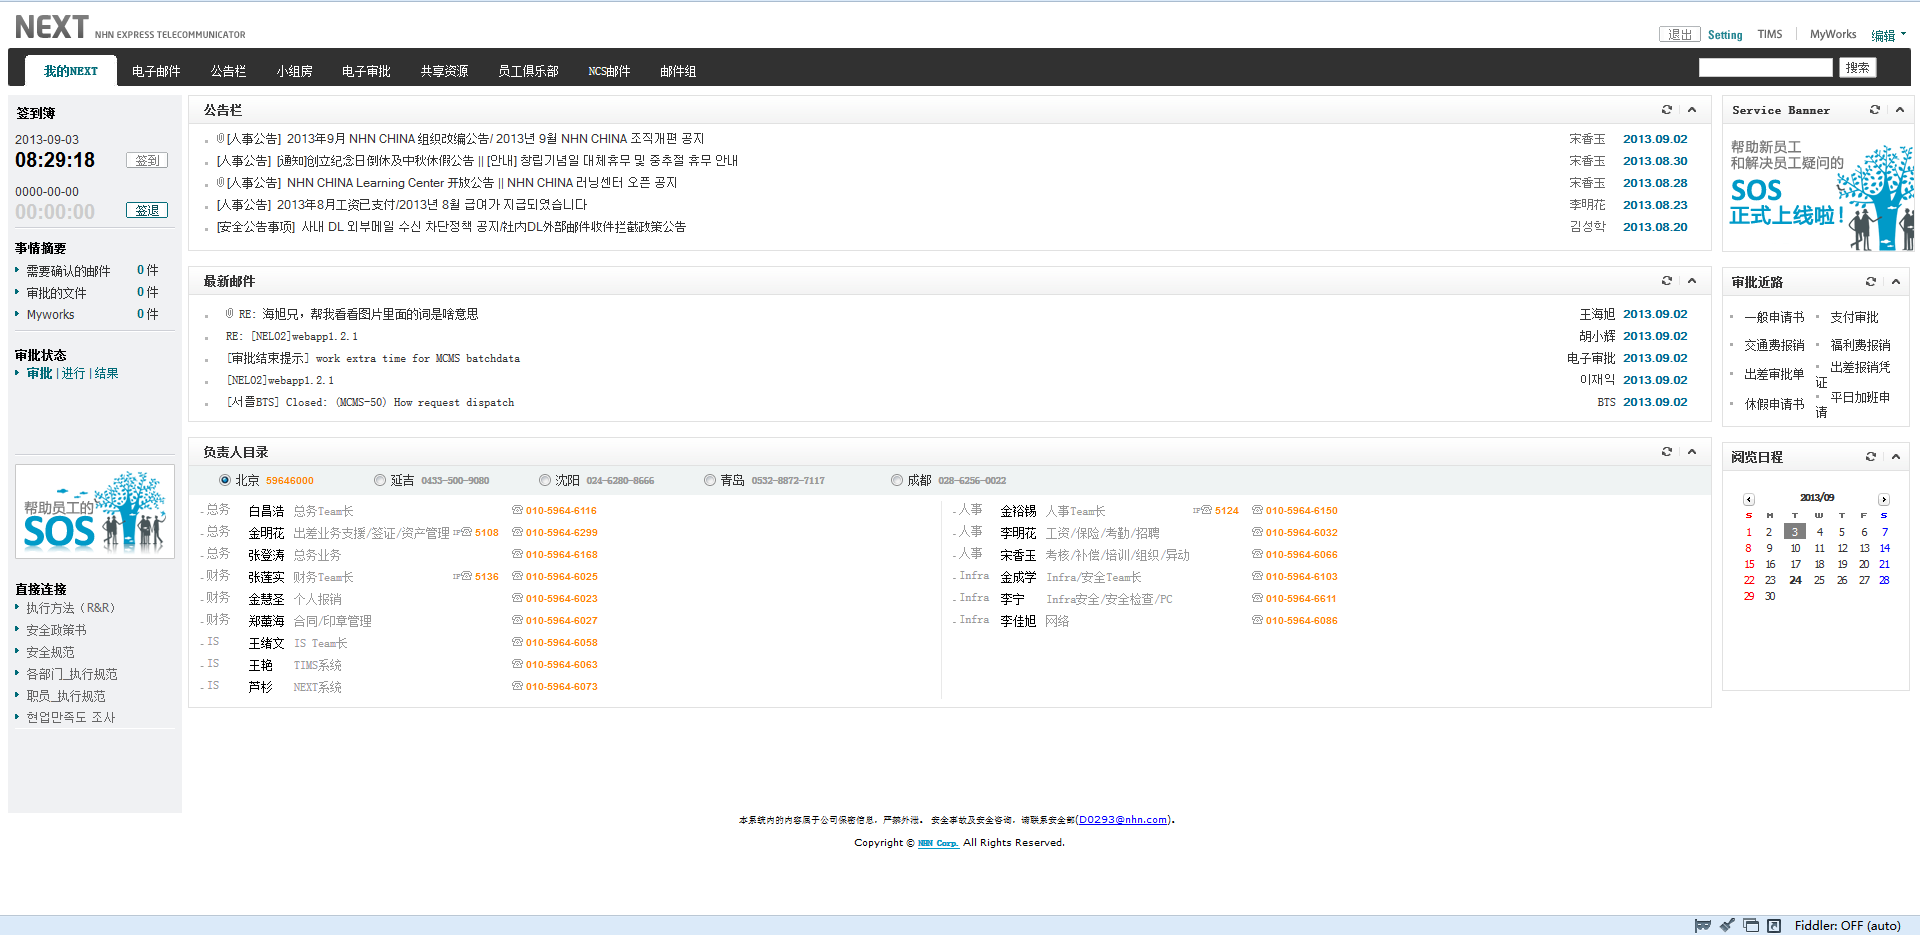 NEXT NHN EXPRESS TELECOMMUNICATOR
退出 Setting TIMS MyWorks 编辑
我的NEXT 电子邮件 公告栏 小组房 电子审批 共享资源 员工俱乐部 NCS邮件 邮件组 搜索
签到簿
2013-09-03
08:29:18 签到
0000-00-00
00:00:00 签退
事情摘要
需要确认的邮件 0 件
审批的文件 0 件
Myworks 0 件
审批状态
审批 | 进行 | 结果
帮助员工的
SOS
直接连接
执行方法（R&R）
安全政策书
安全规范
各部门_执行规范
职员_执行规范
현업만족도 조사
公告栏
[人事公告] 2013年9月 NHN CHINA 组织改编公告/ 2013년 9월 NHN CHINA 조직개편 공지 宋香玉 2013.09.02
[人事公告] [通知]创立纪念日倒休及中秋休假公告 || [안내] 창립기념일 대체휴무 및 중추절 휴무 안내 宋香玉 2013.08.30
[人事公告] NHN CHINA Learning Center 开放公告 || NHN CHINA 러닝센터 오픈 공지 宋香玉 2013.08.28
[人事公告] 2013年8月工资已支付/2013년 8월 급여가 지급되였습니다 李明花 2013.08.23
[安全公告事项] 사내 DL 외부메일 수신 차단정책 공지/社内DL外部邮件收件拦截政策公告 김성학 2013.08.20
最新邮件
RE: 海旭兄，帮我看看图片里面的词是啥意思 王海旭 2013.09.02
RE: [NELO2]webapp1.2.1 胡小辉 2013.09.02
[审批结束提示] work extra time for MCMS batchdata 电子审批 2013.09.02
[NELO2]webapp1.2.1 이재익 2013.09.02
[서플BTS] Closed: (MCMS-50) How request dispatch BTS 2013.09.02
负责人目录
北京 59646000 延吉 0433-500-9080 沈阳 024-6280-8666 青岛 0532-8872-7117 成都 028-6256-0022
总务 白昌浩 总务Team长 010-5964-6116
总务 金明花 出差业务支援/签证/资产管理 IP 5108 010-5964-6299
总务 张登涛 总务业务 010-5964-6168
财务 张莲实 财务Team长 IP 5136 010-5964-6025
财务 金慧圣 个人报销 010-5964-6023
财务 郑董海 合同/印章管理 010-5964-6027
IS 王绪文 IS Team长 010-5964-6058
IS 王艳 TIMS系统 010-5964-6063
IS 芦杉 NEXT系统 010-5964-6073
人事 金裕锡 人事Team长 IP 5124 010-5964-6150
人事 李明花 工资/保险/考勤/招聘 010-5964-6032
人事 宋香玉 考核/补偿/培训/组织/异动 010-5964-6066
Infra 金成学 Infra/安全Team长 010-5964-6103
Infra 李宁 Infra安全/安全检查/PC 010-5964-6611
Infra 李佳旭 网络 010-5964-6086
Service Banner
帮助新员工
和解决员工疑问的
SOS
正式上线啦！
审批近路
一般申请书 支付审批
交通费报销 福利费报销
出差审批单 出差报销凭证
休假申请书 平日加班申请
阅览日程
2013/09
S M T W T F S
1 2 3 4 5 6 7
8 9 10 11 12 13 14
15 16 17 18 19 20 21
22 23 24 25 26 27 28
29 30
本系统内的内容属于公司保密信息，严禁外泄。 安全事故及安全咨询，请联系安全部(D0293@nhn.com)。
Copyright © NHN Corp. All Rights Reserved.
Fiddler: OFF (auto)